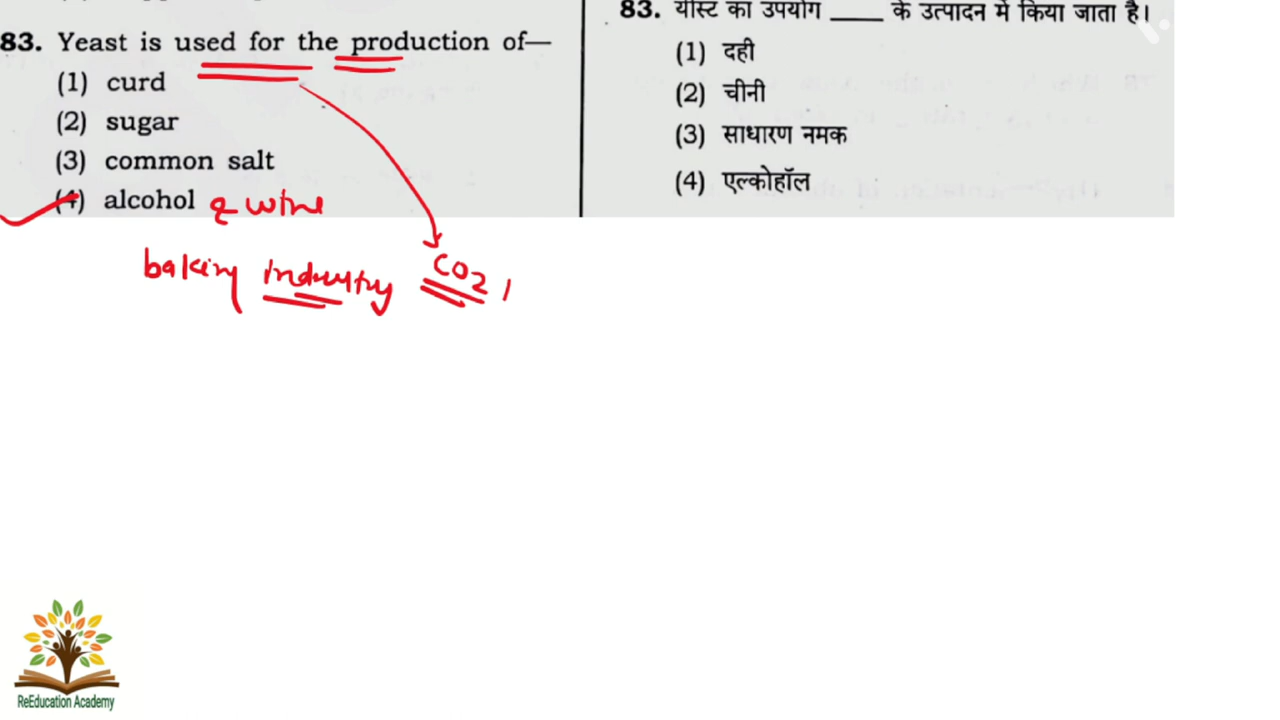 83. Yeast is used for the production of—
(1) curd
(2) sugar
(3) common salt
(4) alcohol & wine
baking industry CO2
83. यीस्ट का उपयोग ____ के उत्पादन में किया जाता है।
(1) दही
(2) चीनी
(3) साधारण नमक
(4) एल्कोहॉल
ReEducation Academy